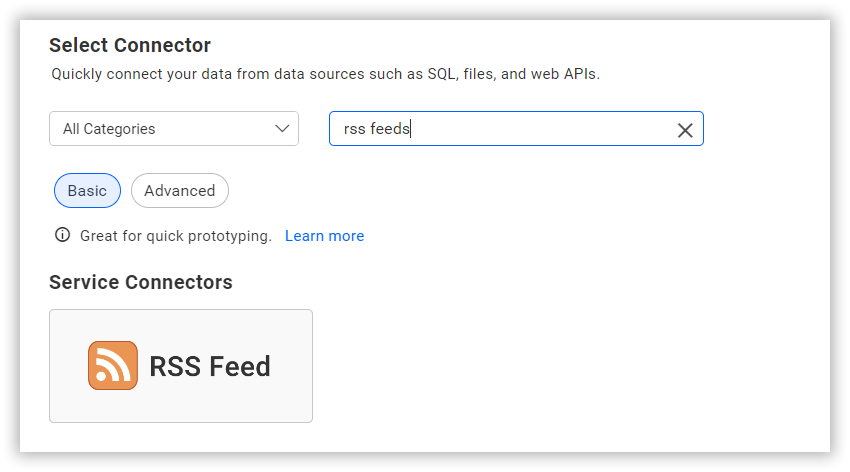 Select Connector
Quickly connect your data from data sources such as SQL, files, and web APIs.
All Categories
rss feeds
Basic
Advanced
Great for quick prototyping. Learn more
Service Connectors
RSS Feed